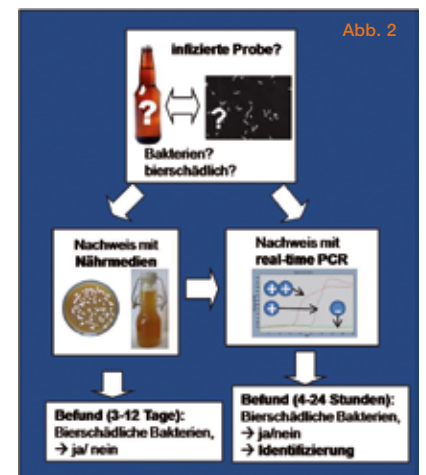 Abb. 2
infizierte Probe?
?
?
Bakterien?
bierschädlich?
Nachweis mit
Nährmedien
Nachweis mit
real-time PCR
Befund (3-12 Tage):
Bierschädliche Bakterien,
→ ja/ nein
Befund (4-24 Stunden):
Bierschädliche Bakterien,
→ ja/nein
→ Identifizierung